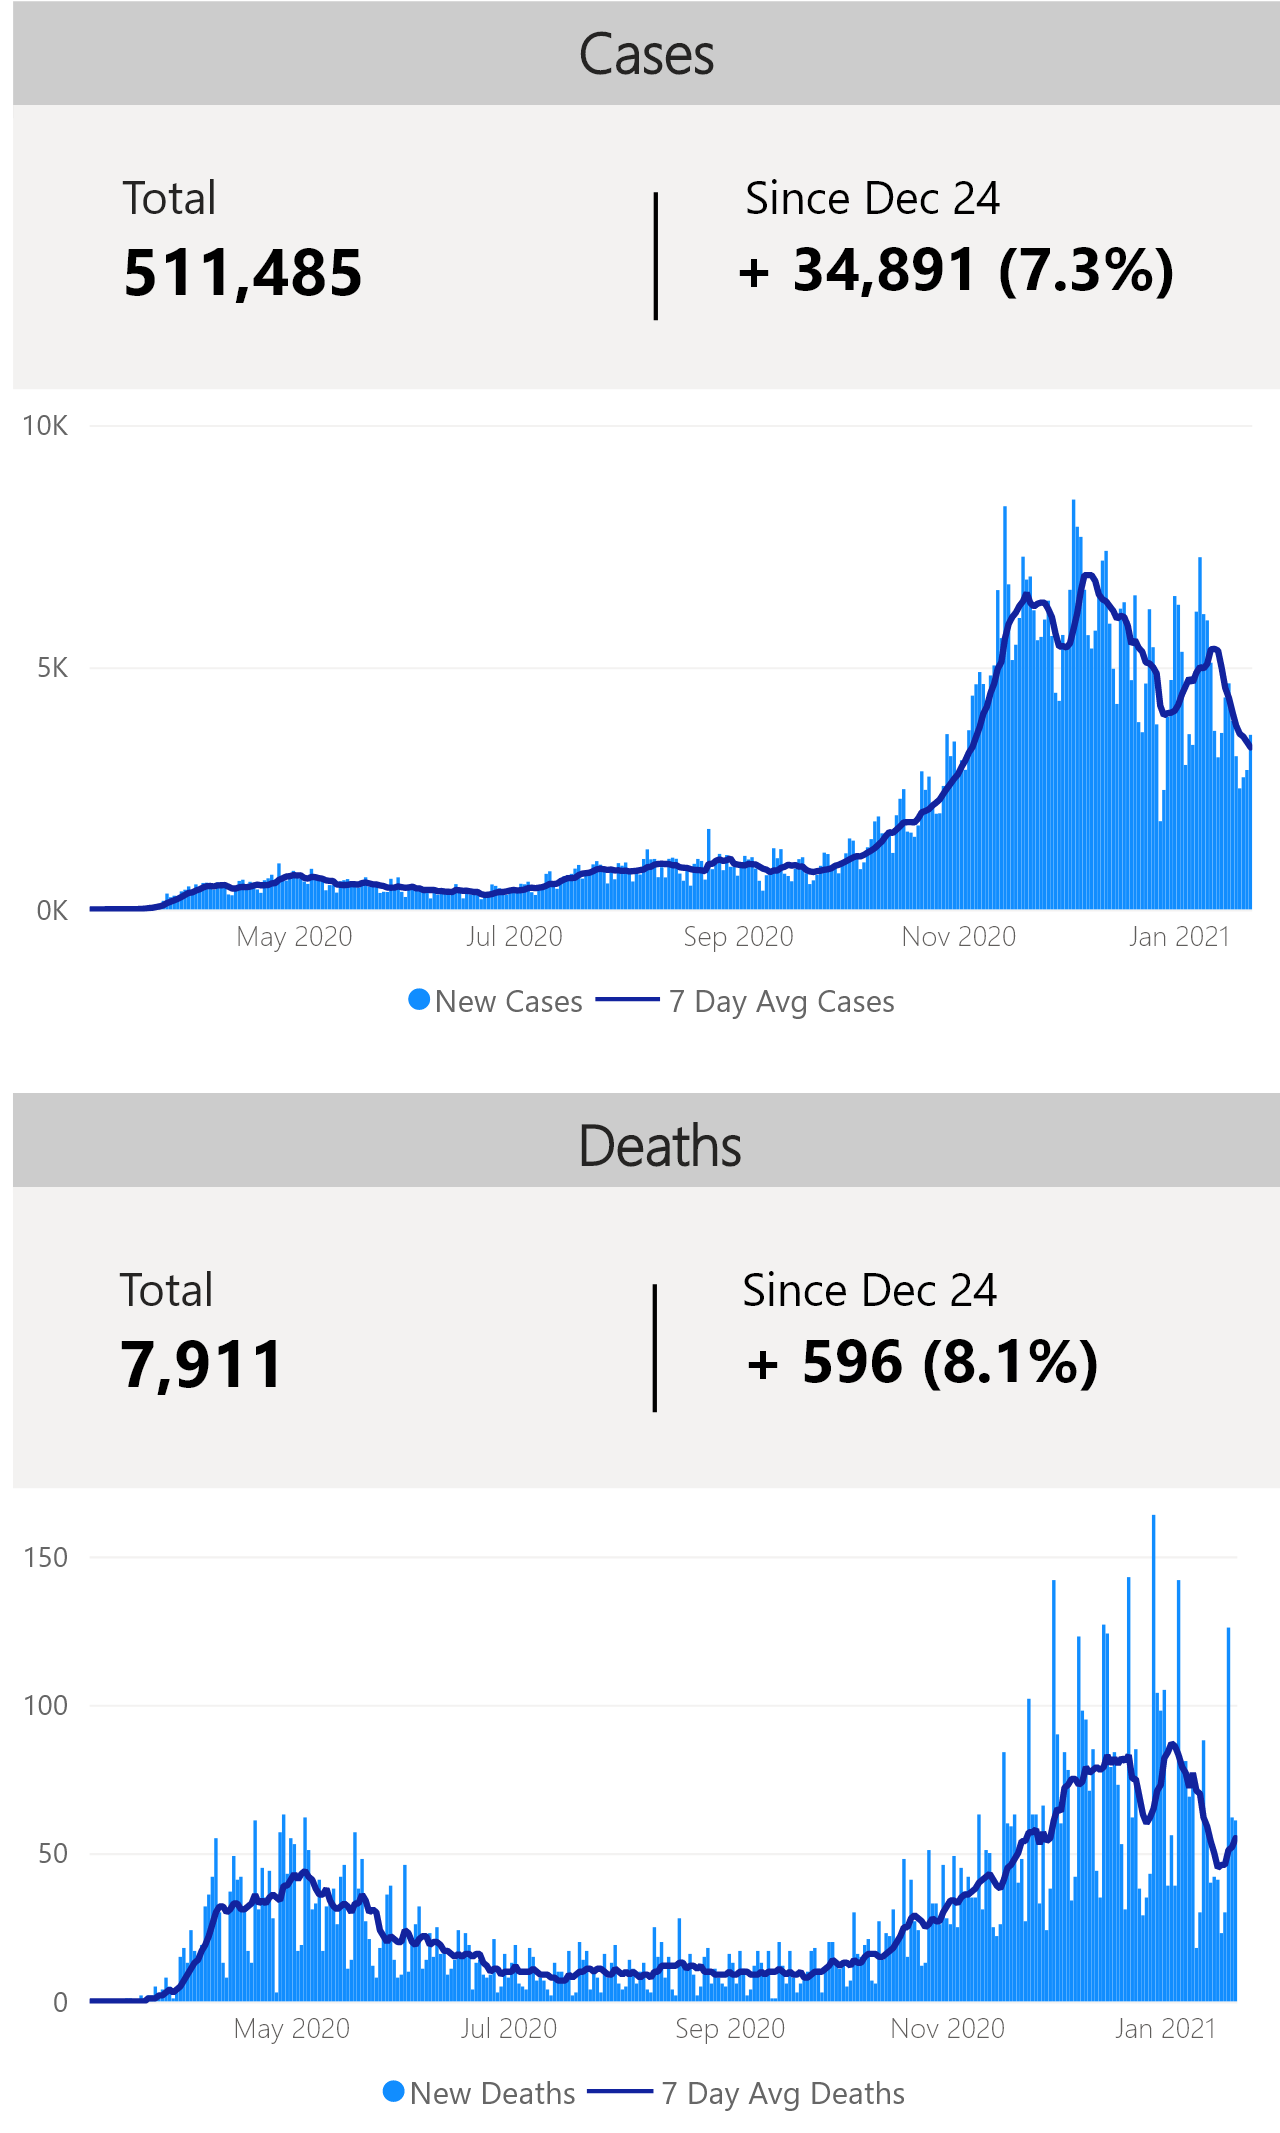 Cases
Total
Since Dec 24
511,485
+ 34,891 (7.3%)
10K
5K
0K
May 2020
Jul 2020
Sep 2020
Nov 2020
Jan 2021
New Cases
7 Day Avg Cases
Deaths
Total
Since Dec 24
7,911
+ 596 (8.1%)
150
100
50
0
May 2020
Jul 2020
Sep 2020
Nov 2020
Jan 2021
New Deaths
7 Day Avg Deaths